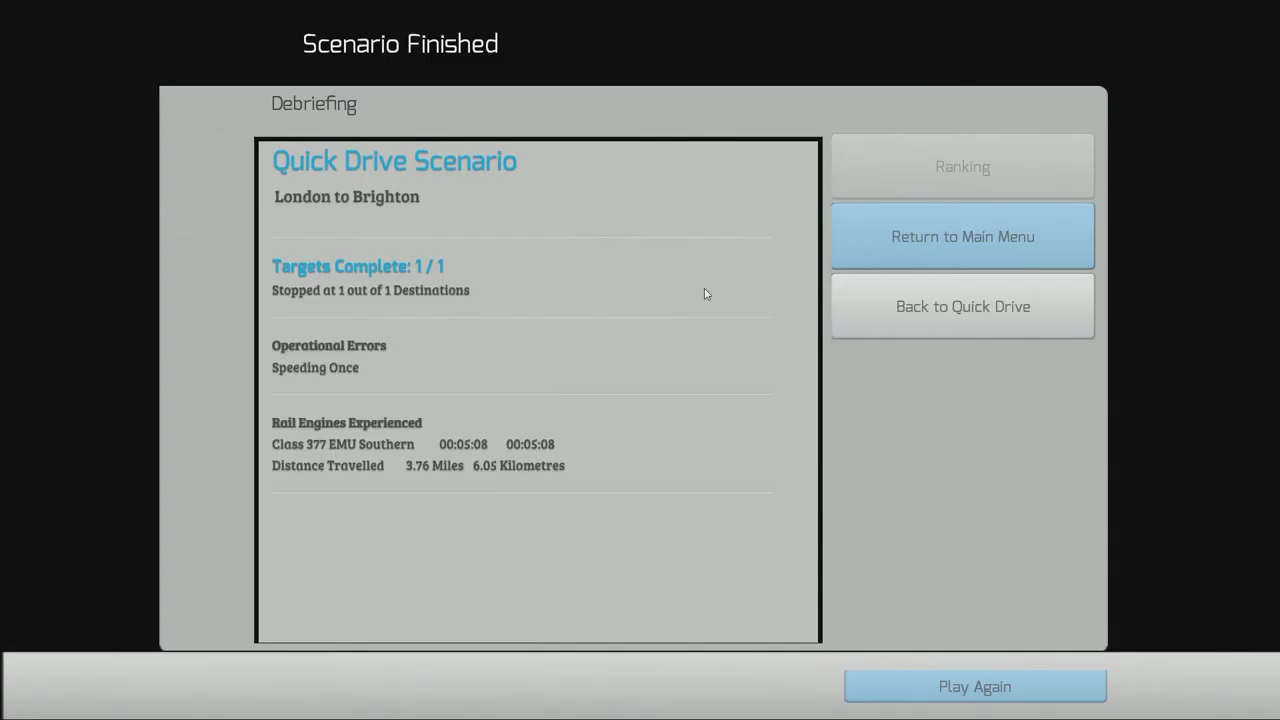 Scenario Finished
Debriefing
Quick Drive Scenario
London to Brighton
Targets Complete: 1 / 1
Stopped at 1 out of 1 Destinations
Operational Errors
Speeding Once
Rail Engines Experienced
Class 377 EMU Southern 00:05:08 00:05:08
Distance Travelled 3.76 Miles 6.05 Kilometres
Ranking
Return to Main Menu
Back to Quick Drive
Play Again